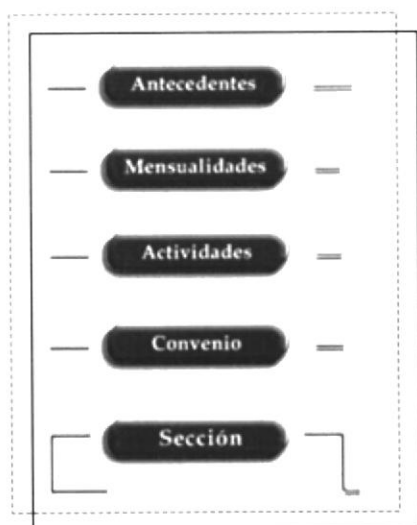 Antecedentes
Mensualidades
Actividades
Convenio
Sección